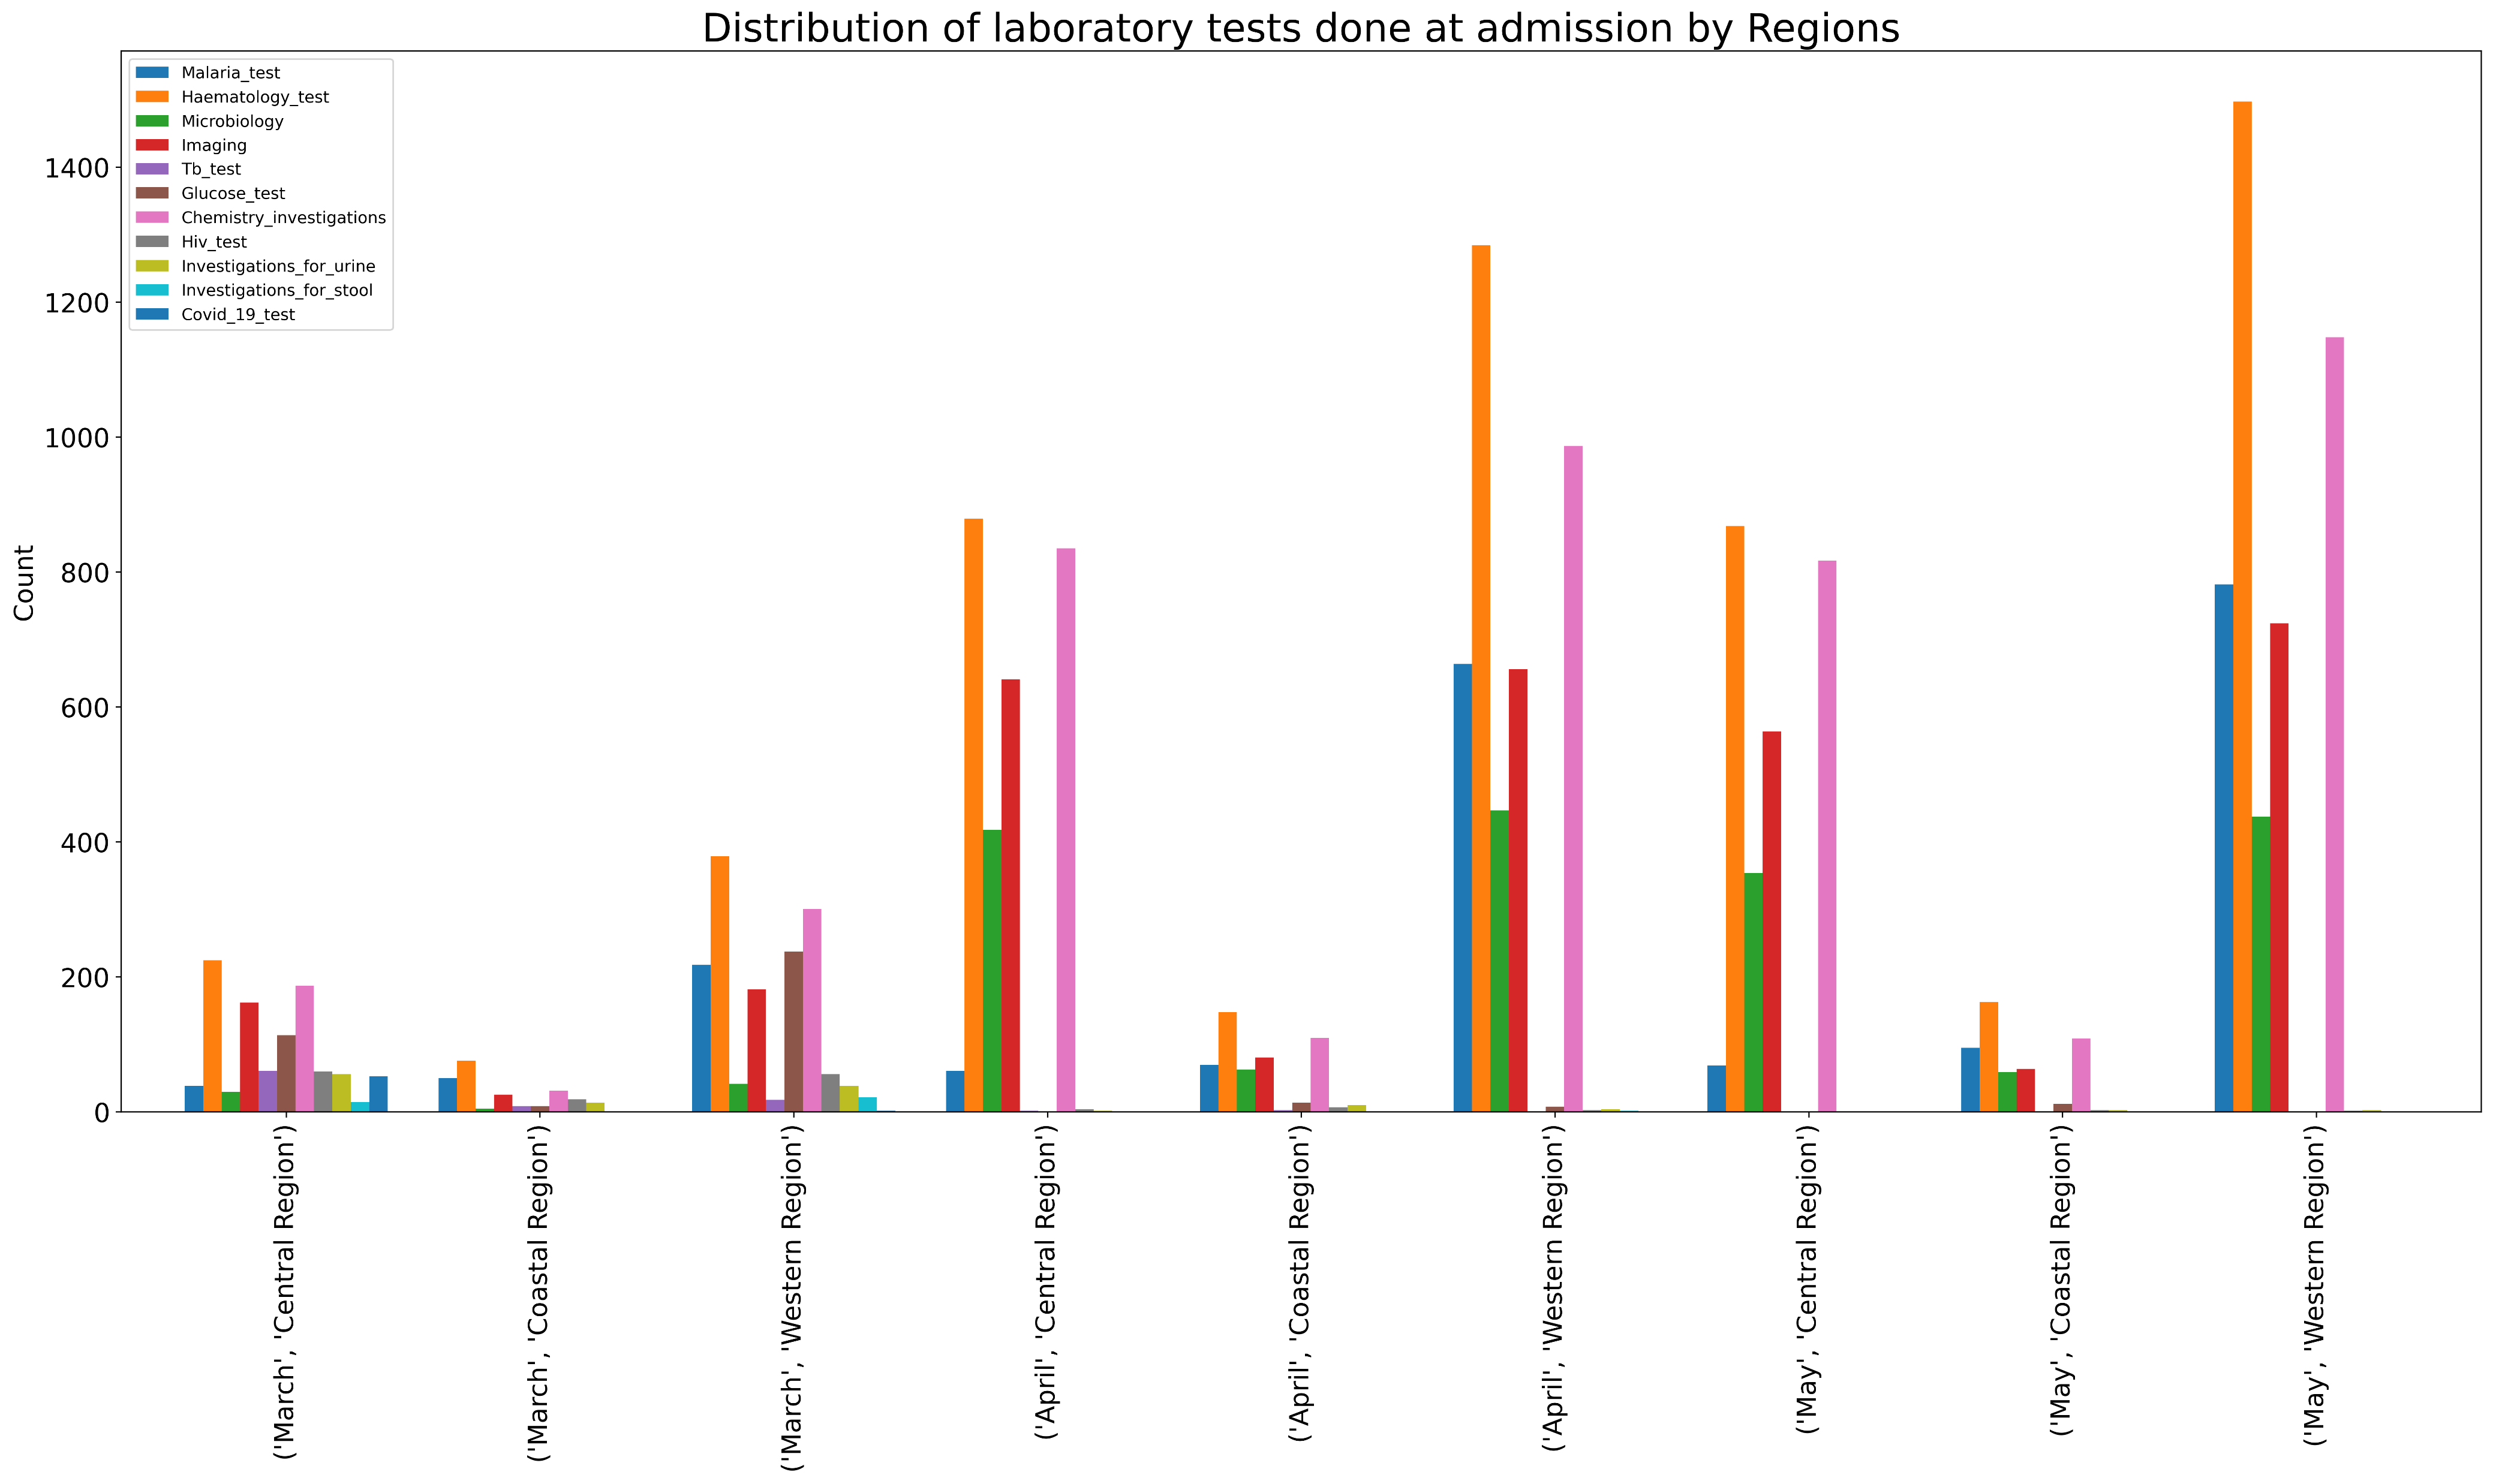 Distribution of laboratory tests done at admission by Regions
Malaria_test
Haematology_test
Microbiology
Imaging
Tb_test
Glucose_test
Chemistry_investigations
Hiv_test
Investigations_for_urine
Investigations_for_stool
Covid_19_test
Count
1400
1200
1000
800
600
400
200
0
('March', 'Central Region')
('March', 'Coastal Region')
('March', 'Western Region')
('April', 'Central Region')
('April', 'Coastal Region')
('April', 'Western Region')
('May', 'Central Region')
('May', 'Coastal Region')
('May', 'Western Region')